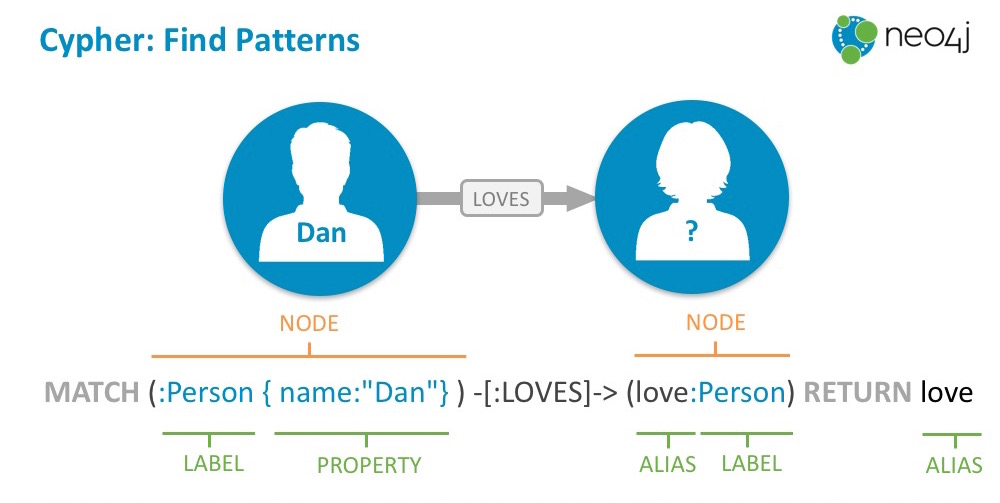 Cypher: Find Patterns
neo4j
Dan
LOVES
?
NODE
NODE
MATCH (:Person { name:"Dan"} ) -[:LOVES]-> (love:Person) RETURN love
LABEL
PROPERTY
ALIAS
LABEL
ALIAS